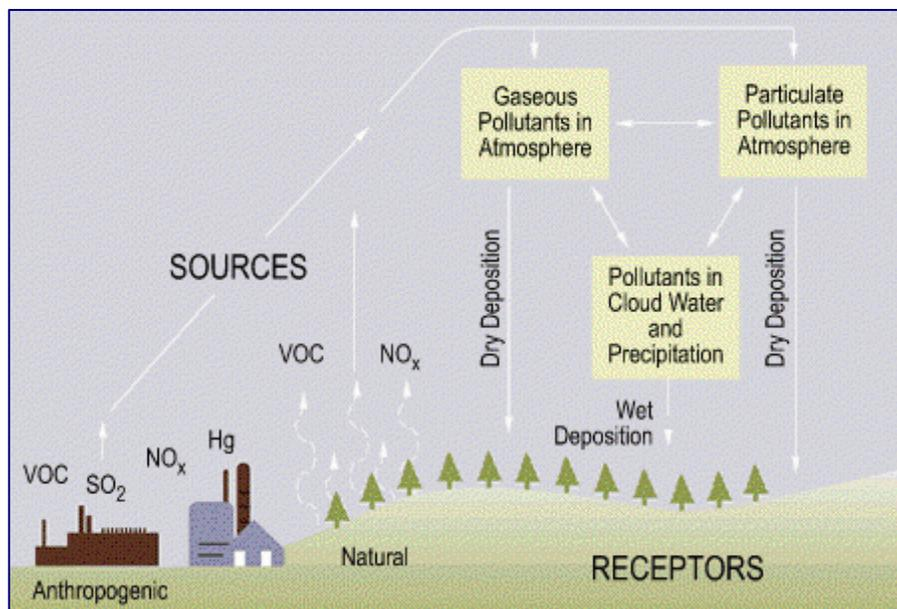 Gaseous
Pollutants in
Atmosphere
Particulate
Pollutants in
Atmosphere
SOURCES
Dry Deposition
Pollutants in
Cloud Water
and
Precipitation
Dry Deposition
VOC
NOx
Wet
Deposition
VOC
SO2
NOx
Hg
Natural
RECEPTORS
Anthropogenic